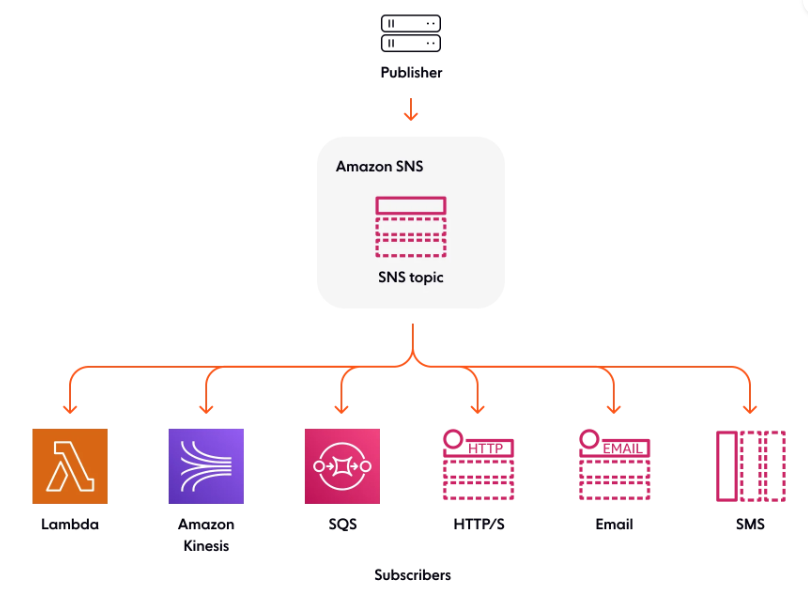 Publisher
Amazon SNS
SNS topic
HTTP
EMAIL
Lambda
Amazon
Kinesis
SQS
HTTP/S
Email
SMS
Subscribers